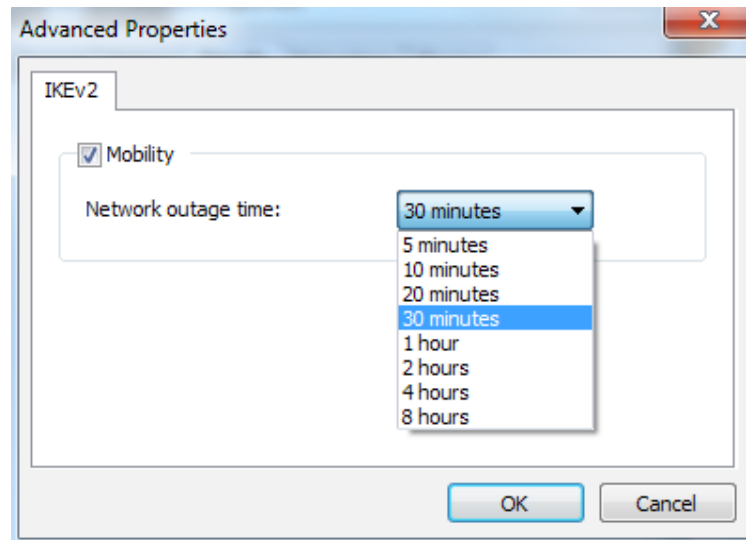 Advanced Properties
IKEv2
Mobility
Network outage time: 30 minutes
5 minutes
10 minutes
20 minutes
30 minutes
1 hour
2 hours
4 hours
8 hours
OK Cancel